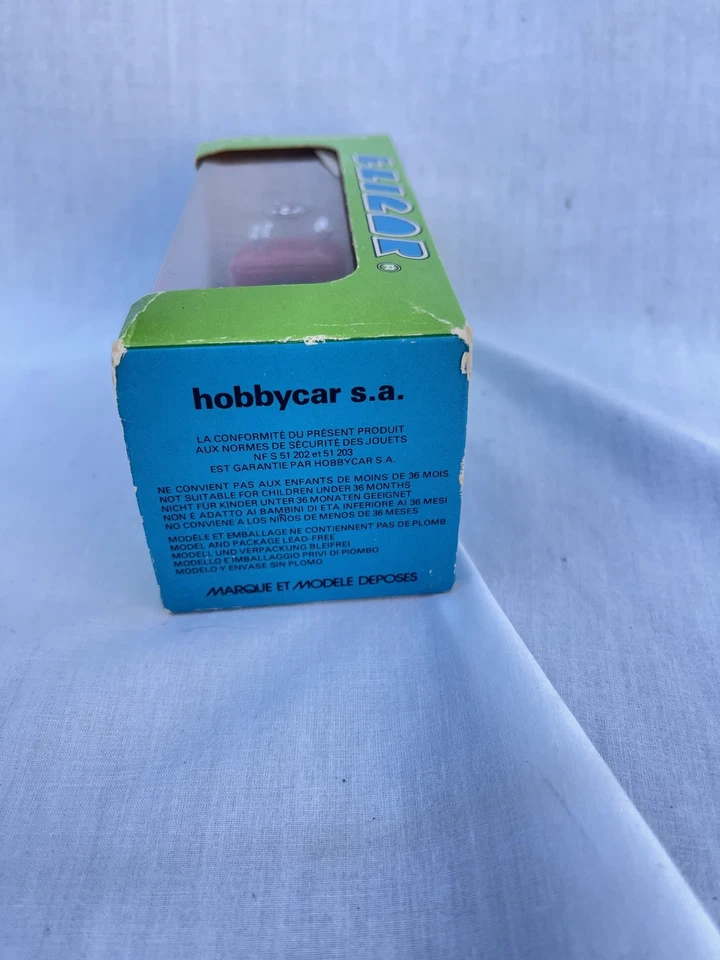 ELIGOR ®
hobbycar s.a.
LA CONFORMITÉ DU PRÉSENT PRODUIT
AUX NORMES DE SÉCURITÉ DES JOUETS
NF S 51 202 et 51 203
EST GARANTIE PAR HOBBYCAR S.A.
NE CONVIENT PAS AUX ENFANTS DE MOINS DE 36 MOIS
NOT SUITABLE FOR CHILDREN UNDER 36 MONTHS
NICHT FÜR KINDER UNTER 36 MONATEN GEEIGNET
NON È ADATTO AI BAMBINI DI ETA INFERIORE AI 36 MESI
NO CONVIENE A LOS NIÑOS DE MENOS DE 36 MESES
MODÈLE ET EMBALLAGE NE CONTIENNENT PAS DE PLOMB
MODEL AND PACKAGE LEAD-FREE
MODELL UND VERPACKUNG BLEIFREI
MODELLO E IMBALLAGGIO PRIVI DI PIOMBO
MODELO Y ENVASE SIN PLOMO
MARQUE ET MODELE DEPOSES